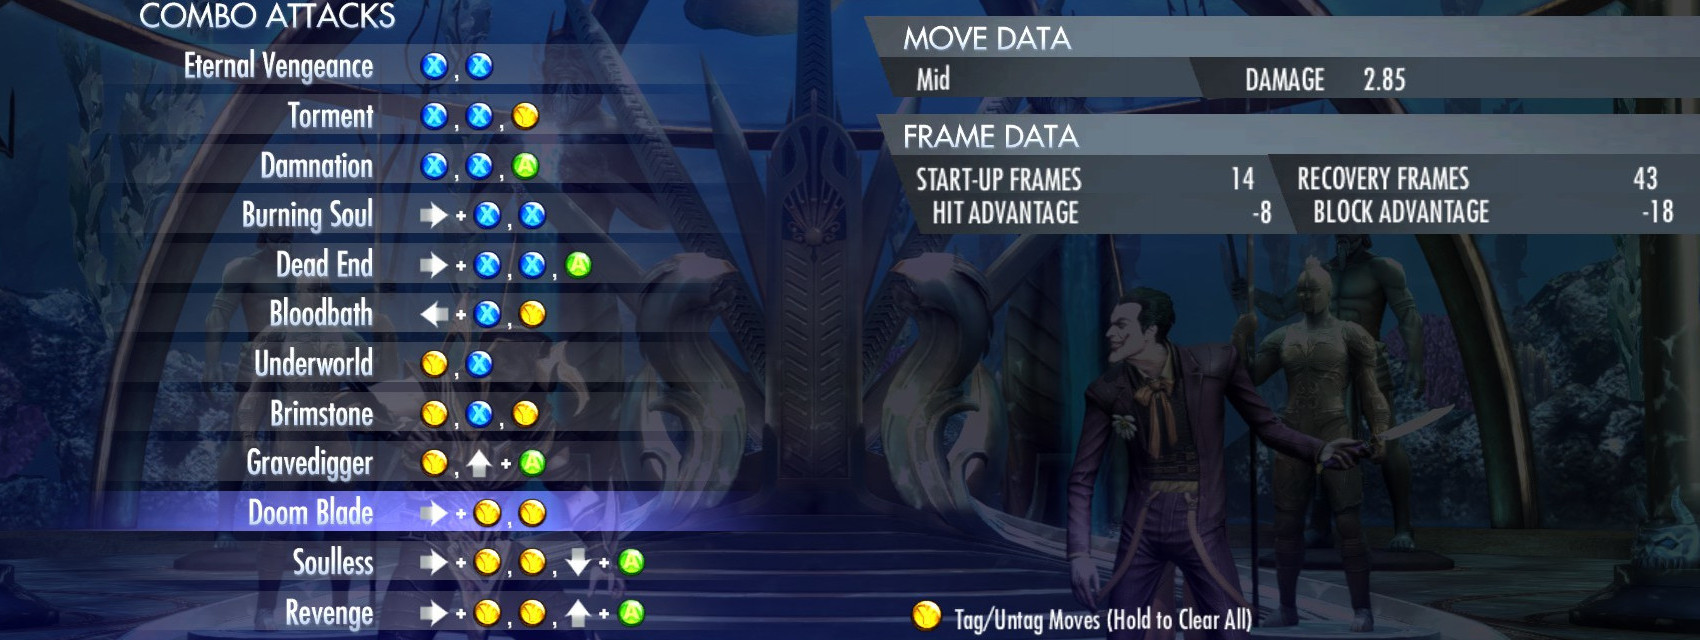 COMBO ATTACKS
Eternal Vengeance X , X
Torment X , X , Y
Damnation X , X , A
Burning Soul + X , X
Dead End + X , X , A
Bloodbath + X , Y
Underworld Y , X
Brimstone Y , X , Y
Gravedigger Y , + A
Doom Blade + Y , Y
Soulless + Y , Y , + A
Revenge + Y , Y , + A
MOVE DATA
Mid DAMAGE 2.85
FRAME DATA
START-UP FRAMES 14 RECOVERY FRAMES 43
HIT ADVANTAGE -8 BLOCK ADVANTAGE -18
Y Tag/Untag Moves (Hold to Clear All)